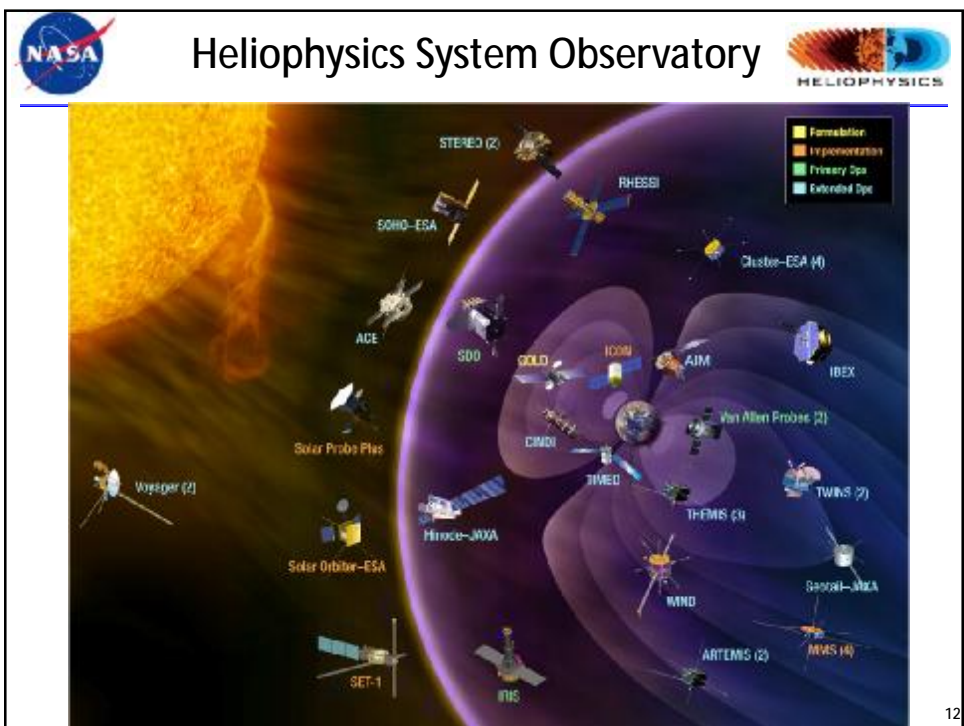 NASA
Heliophysics System Observatory
HELIOPHYSICS
Formulation
Implementation
Primary Ops
Extended Ops
STEREO (2)
RHESSI
SOHO–ESA
Cluster–ESA (4)
ACE
SDO
GOLD
ICON
AIM
IBEX
Van Allen Probes (2)
CINDI
Solar Probe Plus
TIMED
Voyager (2)
TWINS (2)
THEMIS (3)
Hinode–JAXA
Solar Orbiter–ESA
Geotail–JAXA
WIND
MMS (4)
ARTEMIS (2)
SET-1
IRIS
12